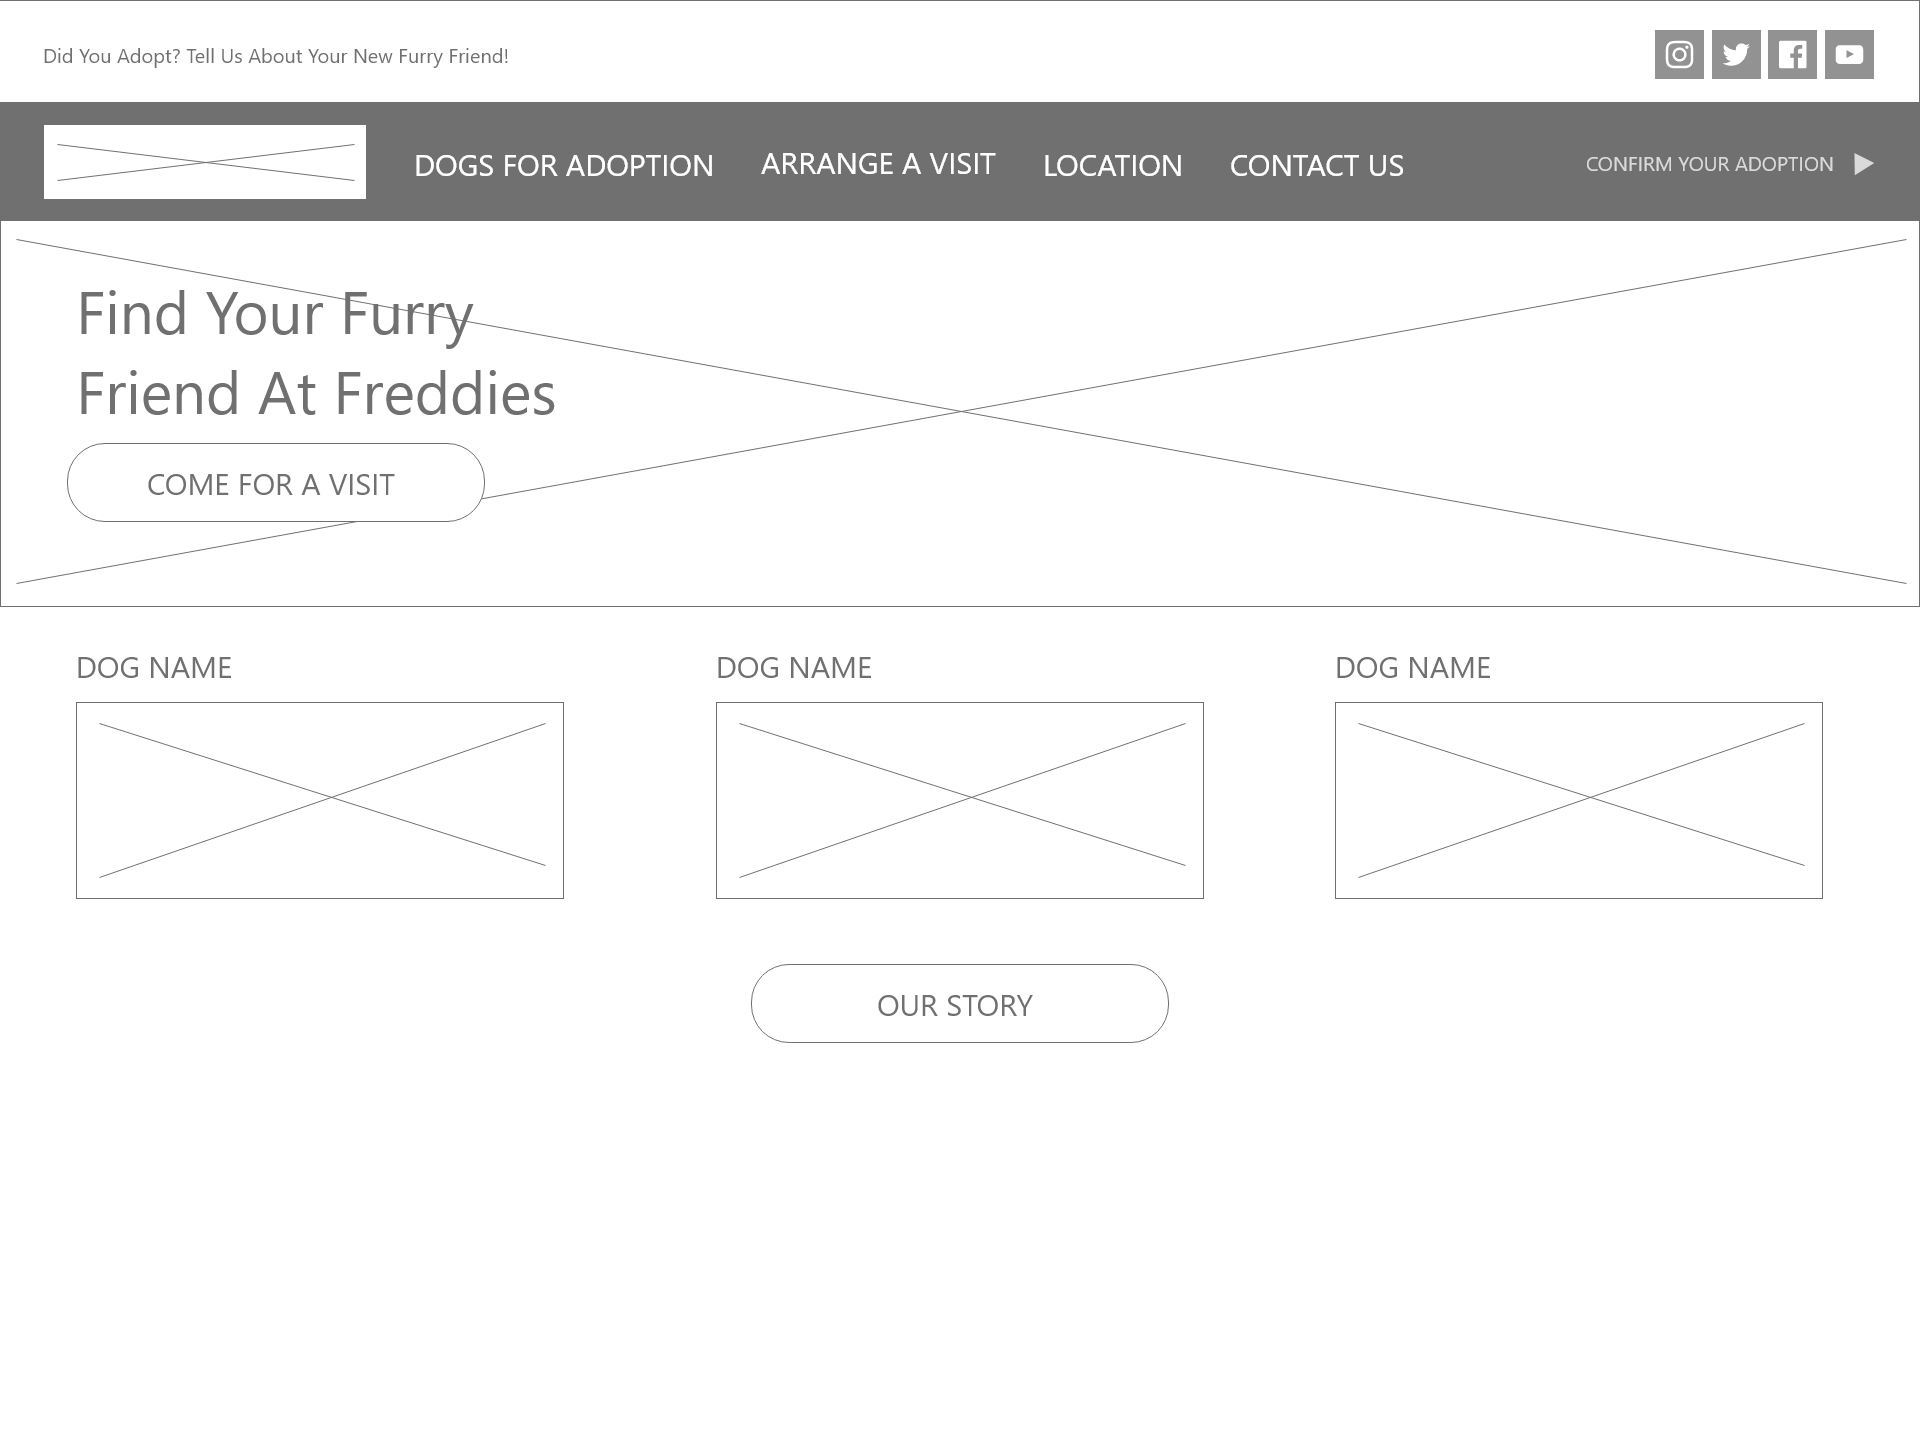 Did You Adopt? Tell Us About Your New Furry Friend!
DOGS FOR ADOPTION ARRANGE A VISIT LOCATION CONTACT US CONFIRM YOUR ADOPTION
Find Your Furry
Friend At Freddies
COME FOR A VISIT
DOG NAME DOG NAME DOG NAME
OUR STORY